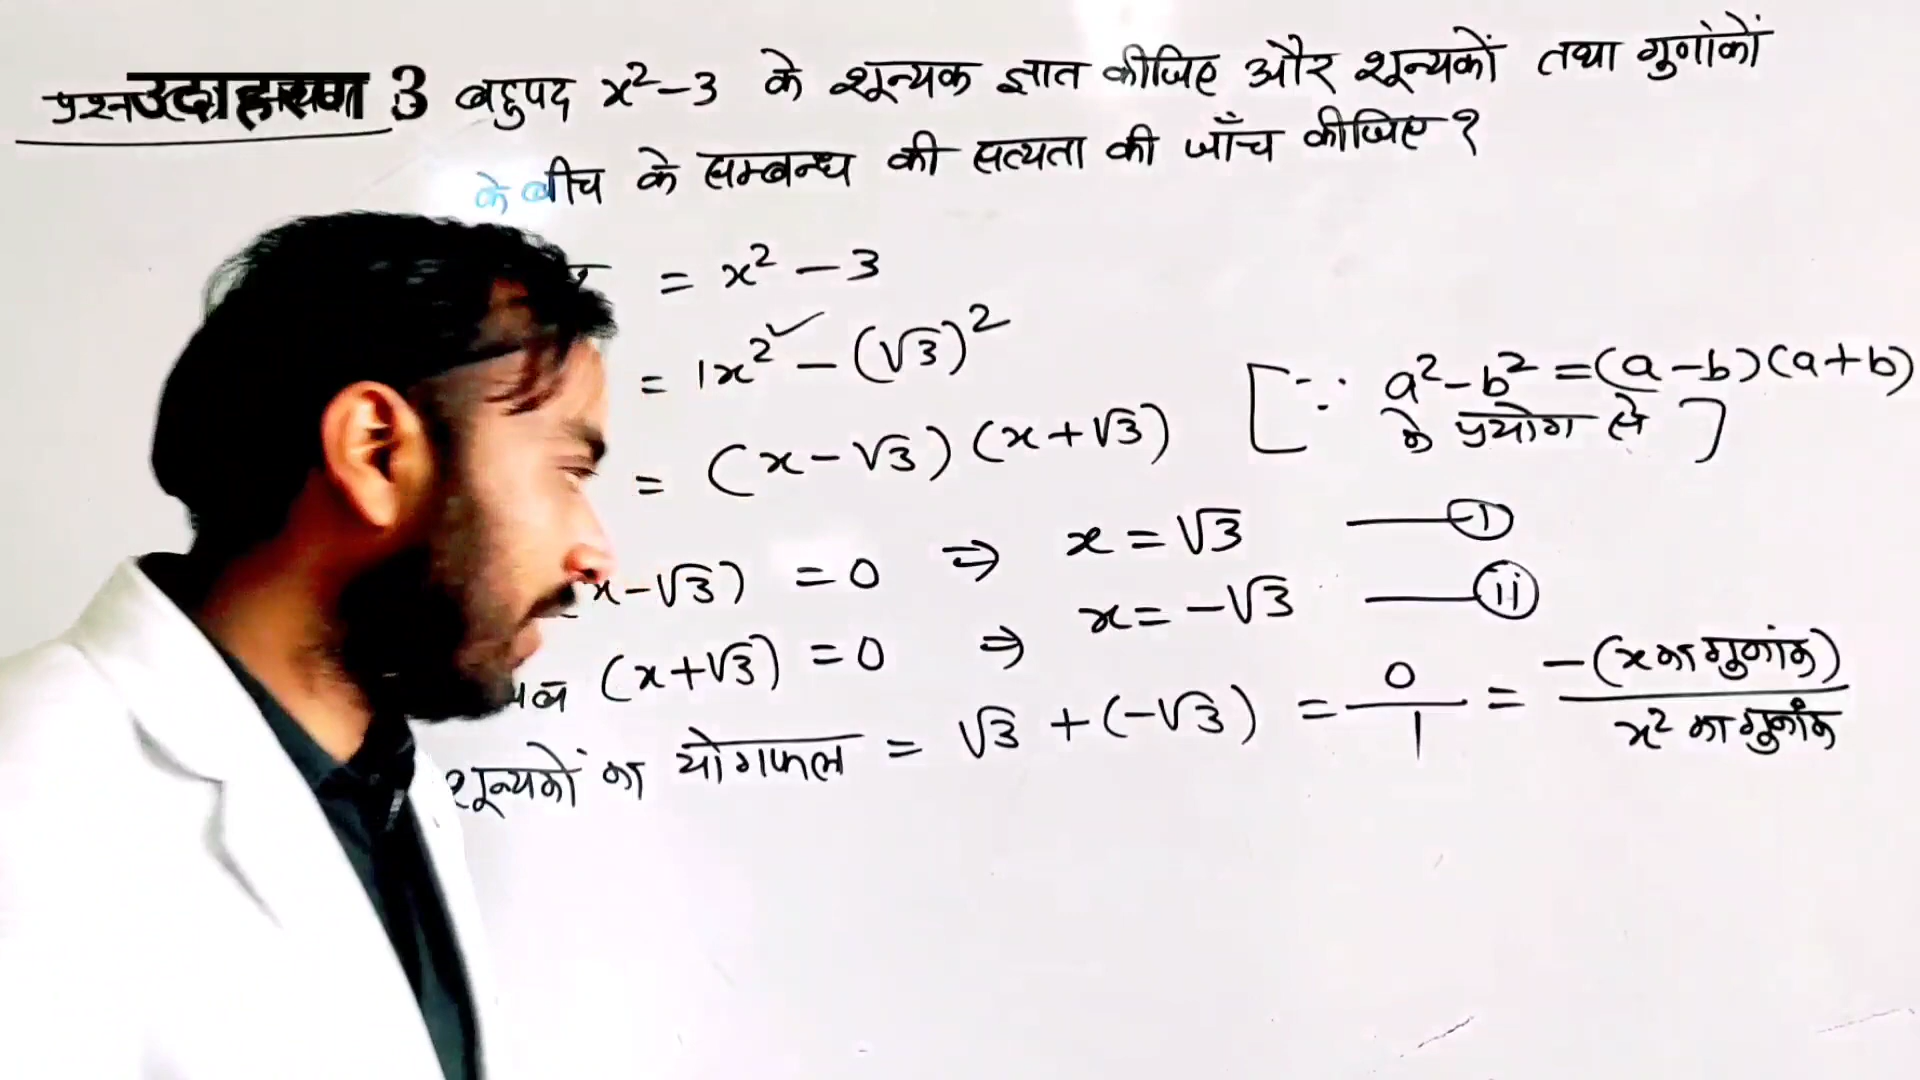 उदाहरण 3 बहुपद x²-3 के शून्यक ज्ञात कीजिए और शून्यकों तथा गुणांकों
के बीच के सम्बन्ध की सत्यता की जाँच कीजिए ?
= x² - 3
= 1x² - (√3)²
= (x-√3) (x+√3) [∵ a²-b² = (a-b)(a+b)
के प्रयोग से]
x-√3) = 0 ⇒ x = √3 — (I)
(x+√3) = 0 ⇒ x = -√3 — (ii)
शून्यकों का योगफल = √3 + (-√3) = 0/1 = -(x का गुणांक)/x² का गुणांक